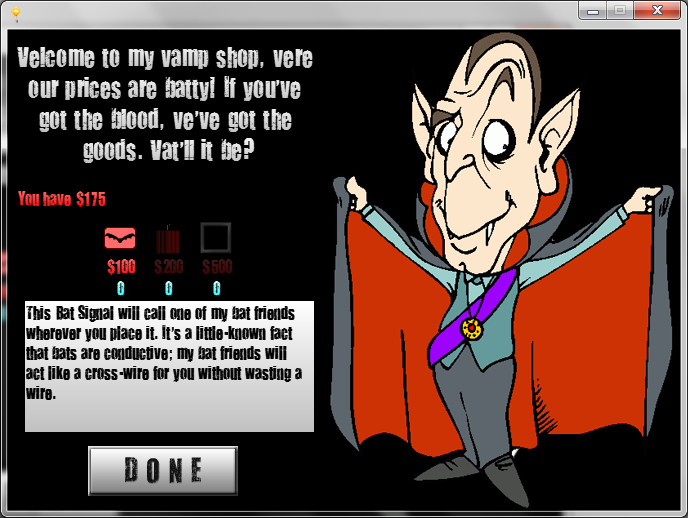 Velcome to my vamp shop, vere
our prices are batty! If you've
got the blood, ve've got the
goods. Vat'll it be?
You have $175
$100 $200 $500
0 0 0
This Bat Signal will call one of my bat friends
wherever you place it. It's a little-known fact
that bats are conductive; my bat friends will
act like a cross-wire for you without wasting a
wire.
DONE